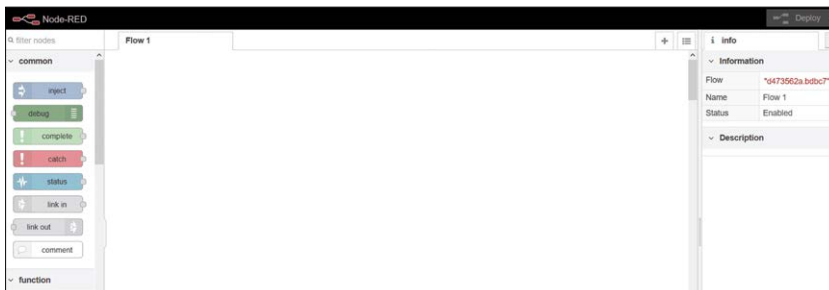 Node-RED
Deploy
filter nodes
Flow 1
i info
common
Information
inject
Flow "d473562a.bdbc7"
debug
Name Flow 1
complete
Status Enabled
catch
Description
status
link in
link out
comment
function